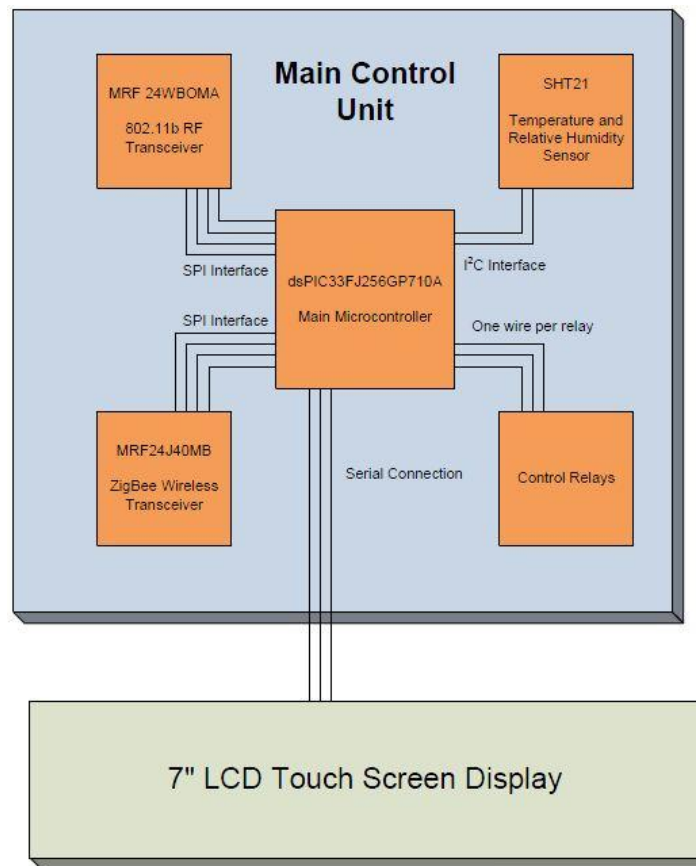 Main Control
Unit
MRF 24WBOMA
802.11b RF
Transceiver
SHT21
Temperature and
Relative Humidity
Sensor
SPI Interface
I²C Interface
dsPIC33FJ256GP710A
Main Microcontroller
SPI Interface
One wire per relay
MRF24J40MB
ZigBee Wireless
Transceiver
Serial Connection
Control Relays
7" LCD Touch Screen Display